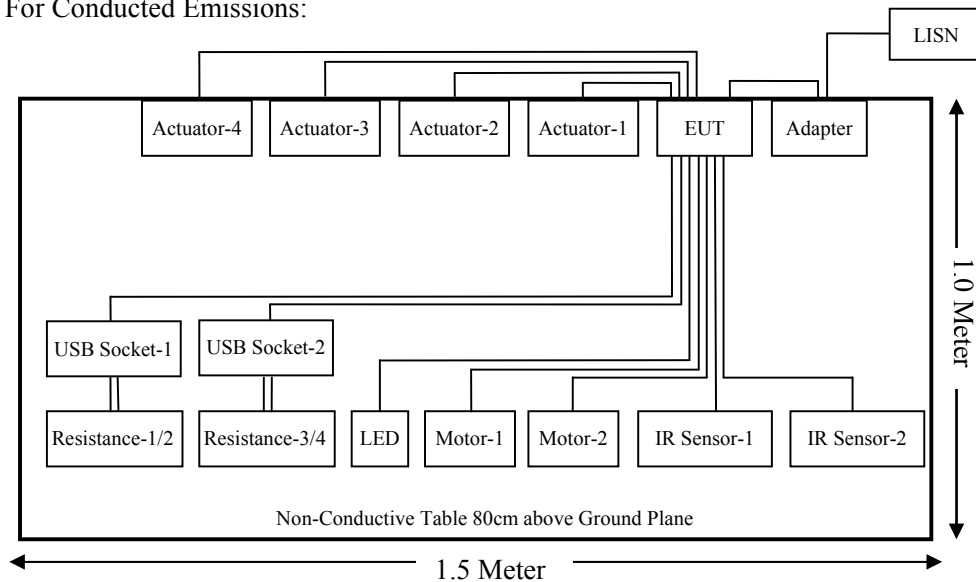 For Conducted Emissions:
LISN
Actuator-4
Actuator-3
Actuator-2
Actuator-1
EUT
Adapter
1.0 Meter
USB Socket-1
USB Socket-2
Resistance-1/2
Resistance-3/4
LED
Motor-1
Motor-2
IR Sensor-1
IR Sensor-2
Non-Conductive Table 80cm above Ground Plane
1.5 Meter